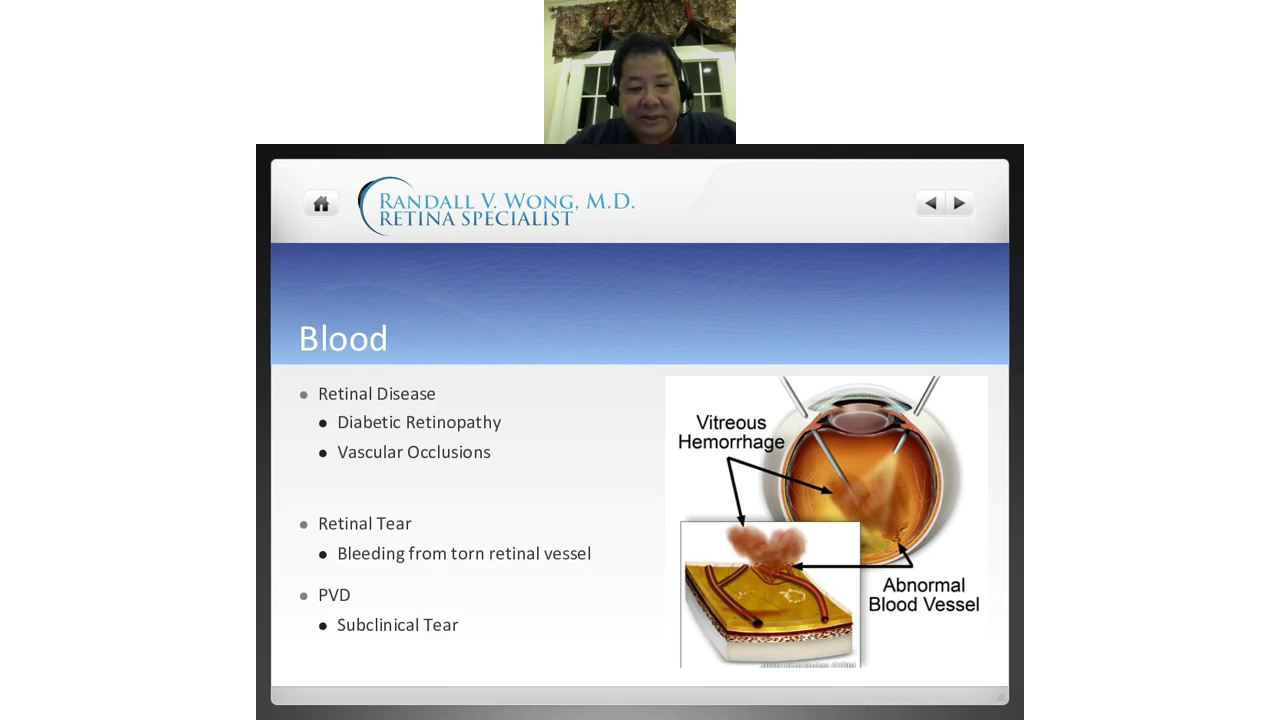 RANDALL V. WONG, M.D.
RETINA SPECIALIST
Blood
Retinal Disease
Diabetic Retinopathy
Vascular Occlusions
Retinal Tear
Bleeding from torn retinal vessel
PVD
Subclinical Tear
Vitreous
Hemorrhage
Abnormal
Blood Vessel